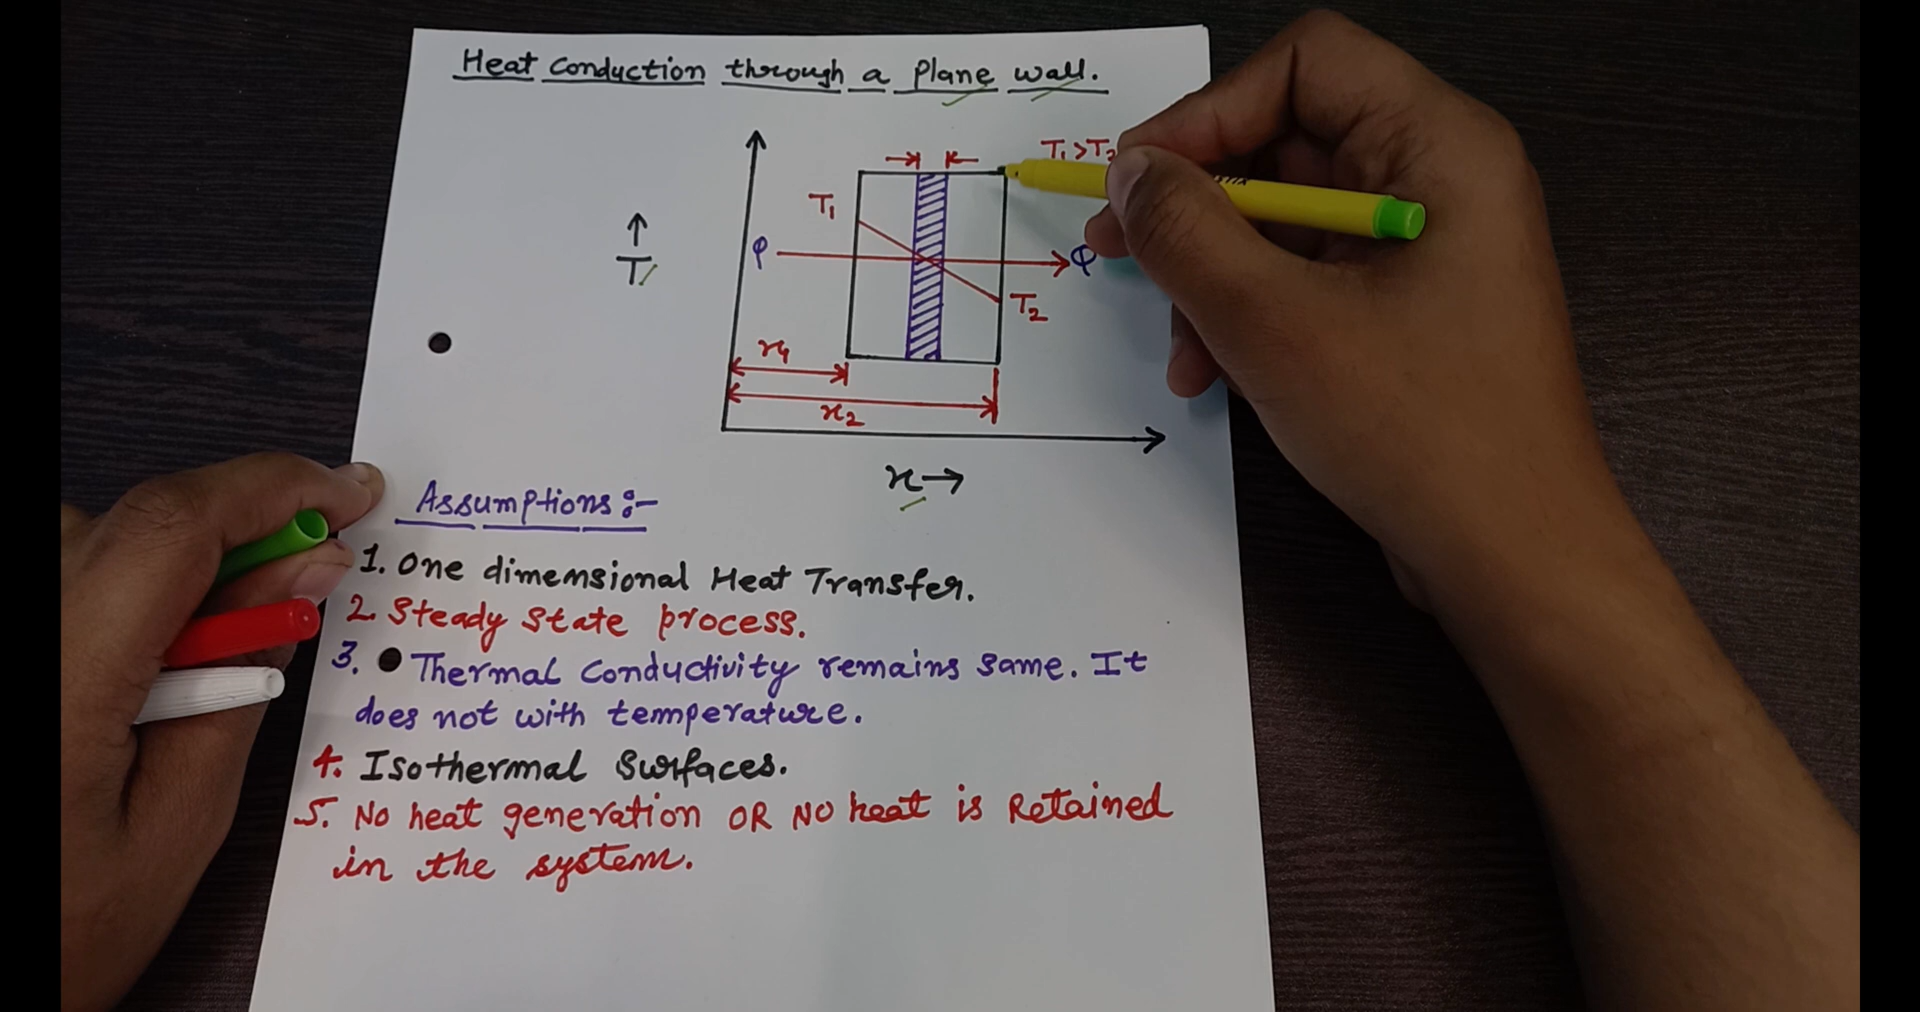 Heat Conduction through a plane wall.
T₁>T₂
T₁
Q
Q
T
T₂
x₁
x₂
x→
Assumptions:-
1. One dimensional Heat Transfer.
2. Steady State process.
3. Thermal Conductivity remains same. It
does not with temperature.
4. Isothermal Surfaces.
5. No heat generation OR No heat is Retained
in the system.